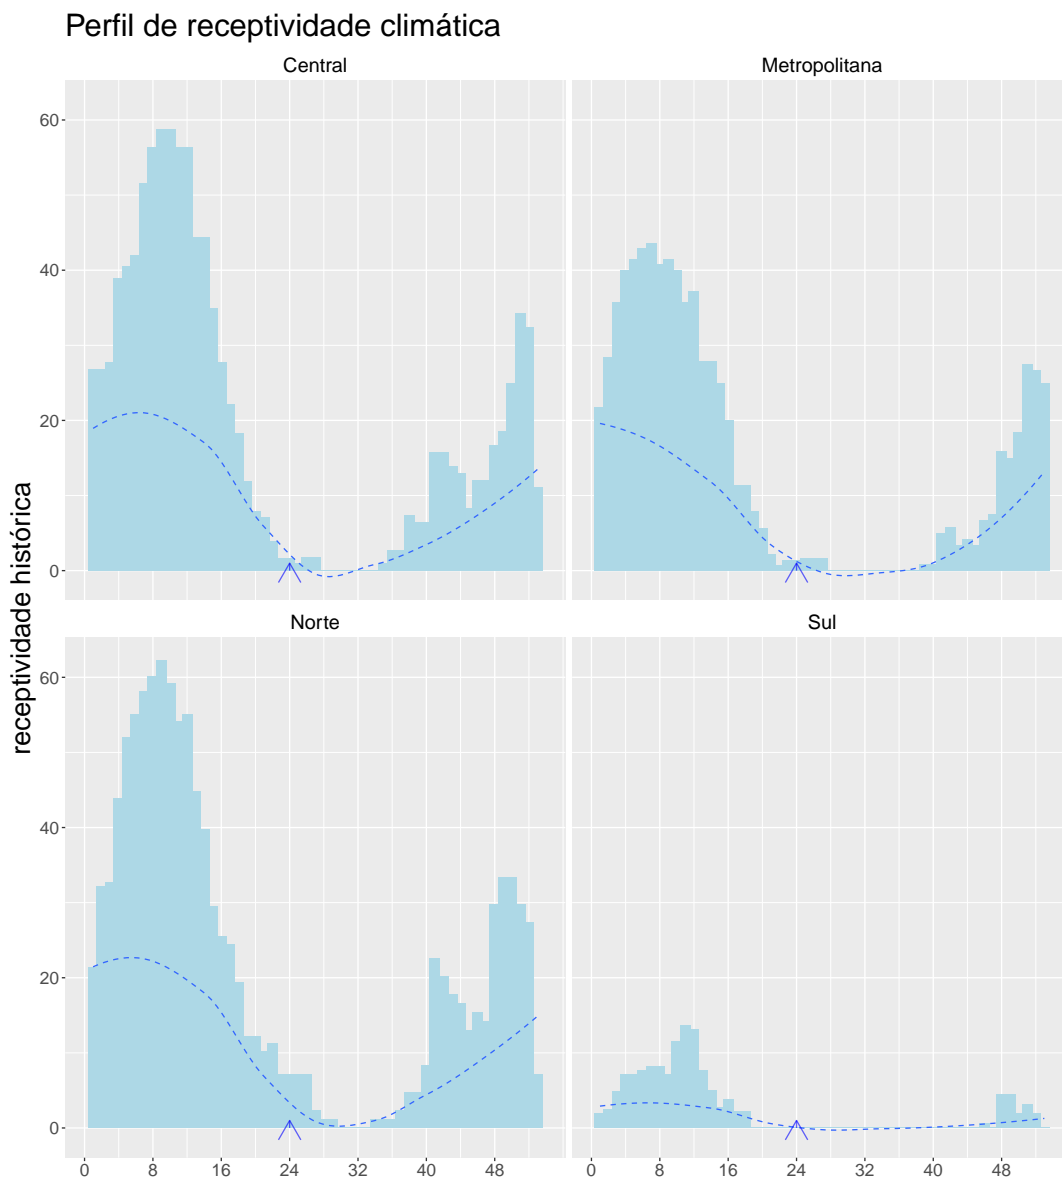 Perfil de receptividade climática
Central
Metropolitana
60
40
20
0
receptividade histórica
Norte
Sul
60
40
20
0
0 8 16 24 32 40 48
0 8 16 24 32 40 48